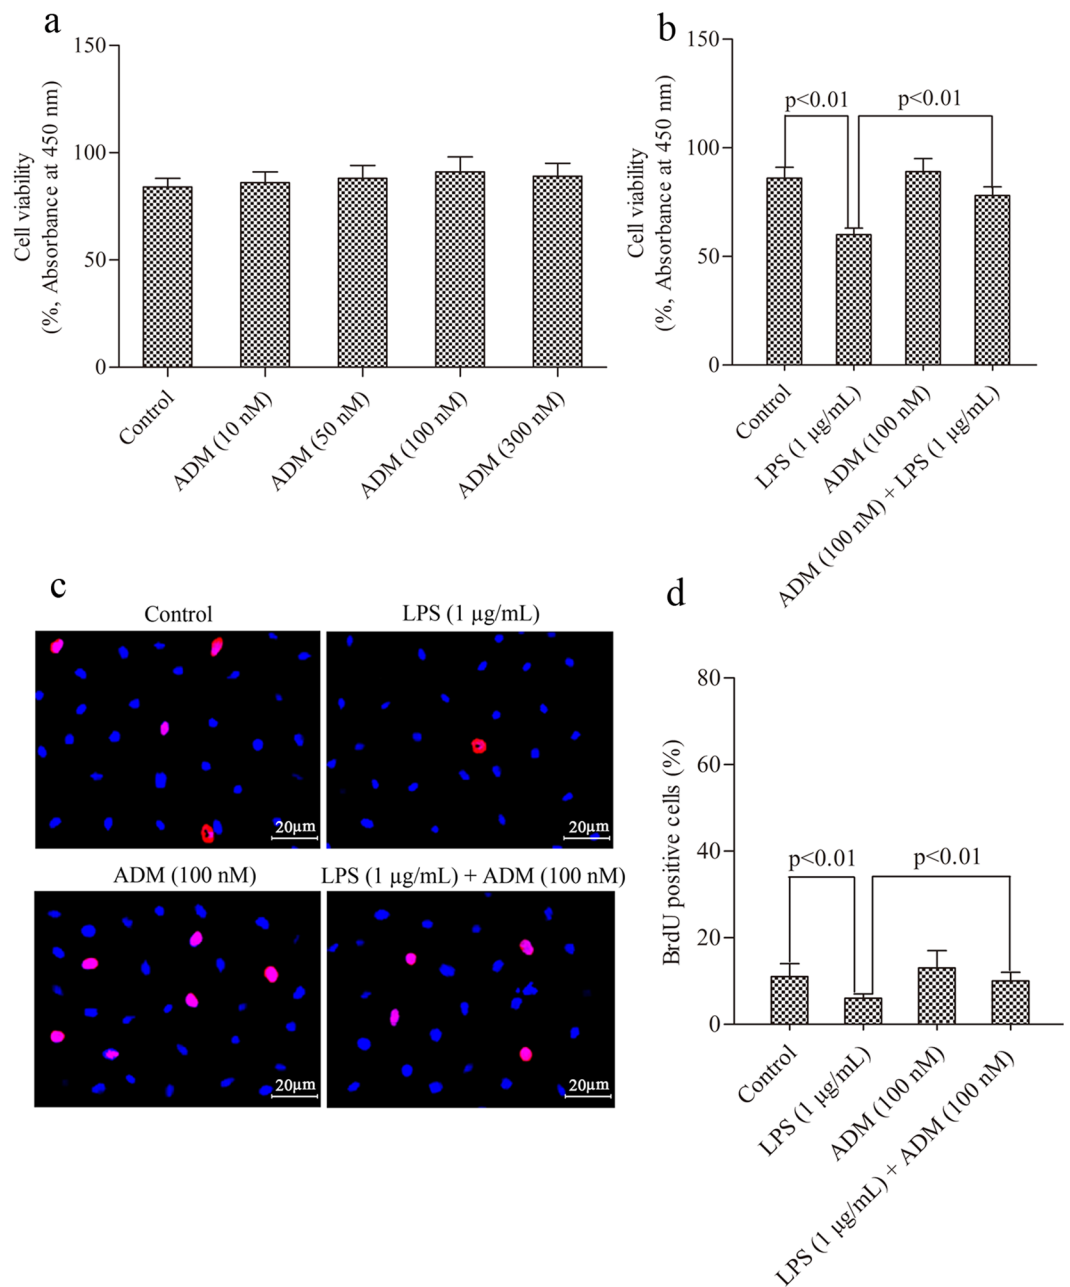 a
150
100
50
0
Cell viability
(%, Absorbance at 450 nm)
Control
ADM (10 nM)
ADM (50 nM)
ADM (100 nM)
ADM (300 nM)
b
150
100
50
0
Cell viability
(%, Absorbance at 450 nm)
p<0.01
p<0.01
Control
LPS (1 μg/mL)
ADM (100 nM)
ADM (100 nM) + LPS (1 μg/mL)
c
Control
LPS (1 μg/mL)
20μm
20μm
ADM (100 nM)
LPS (1 μg/mL) + ADM (100 nM)
20μm
20μm
d
80
60
40
20
0
BrdU positive cells (%)
p<0.01
p<0.01
Control
LPS (1 μg/mL)
ADM (100 nM)
LPS (1 μg/mL) + ADM (100 nM)